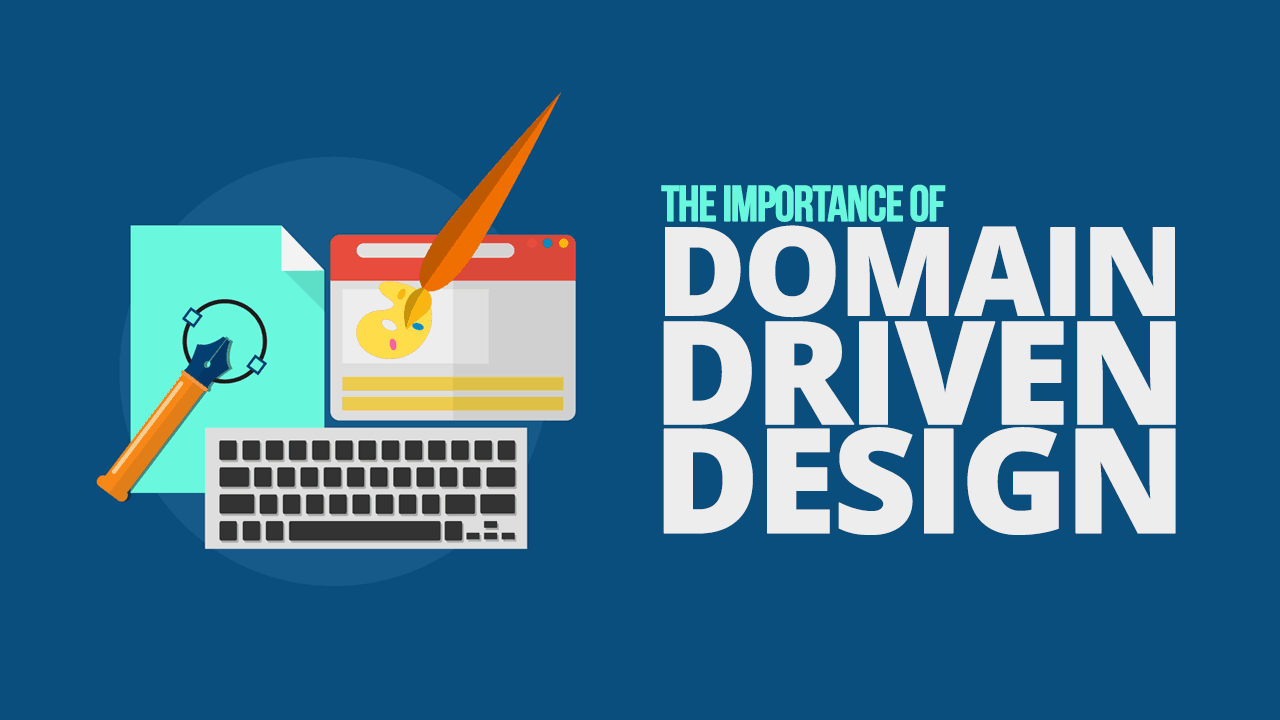 THE IMPORTANCE OF
DOMAIN
DRIVEN
DESIGN